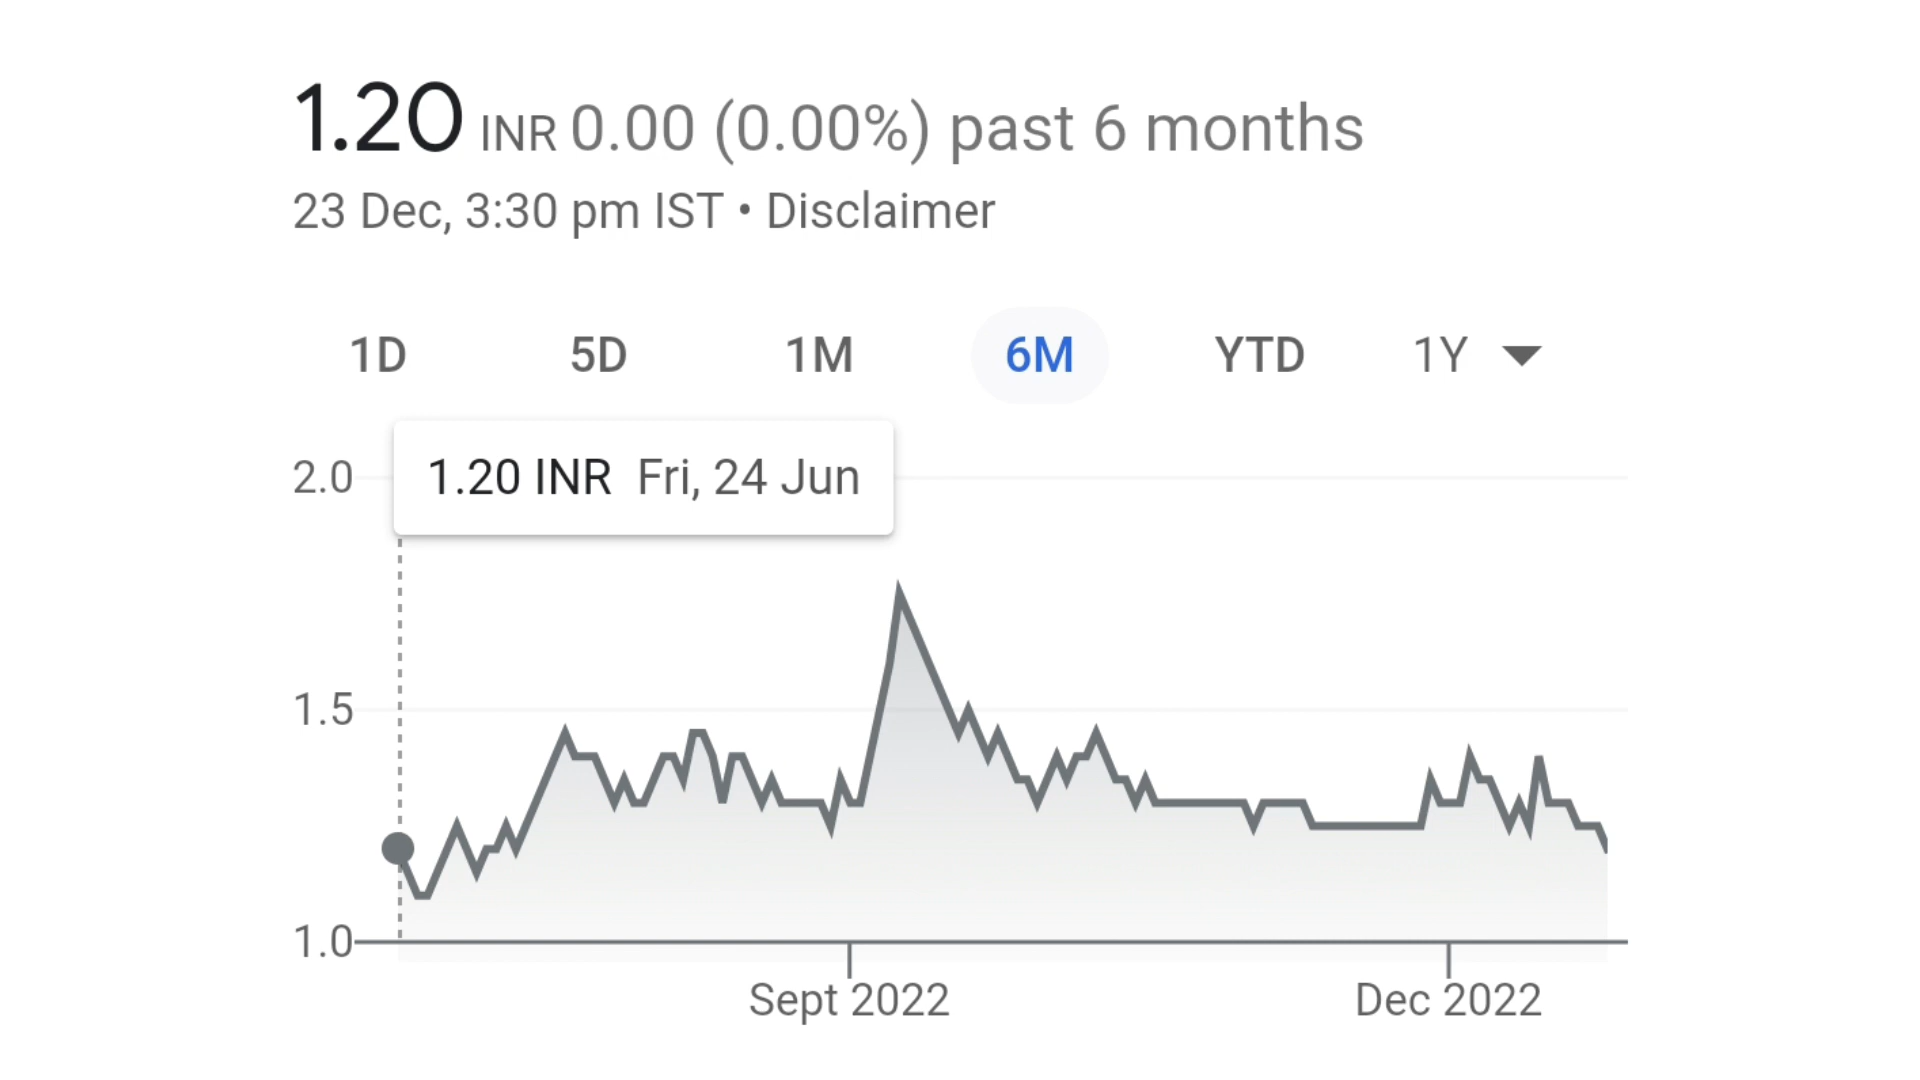 1.20 INR 0.00 (0.00%) past 6 months
23 Dec, 3:30 pm IST • Disclaimer
1D 5D 1M 6M YTD 1Y
2.0
1.20 INR Fri, 24 Jun
1.5
1.0
Sept 2022 Dec 2022